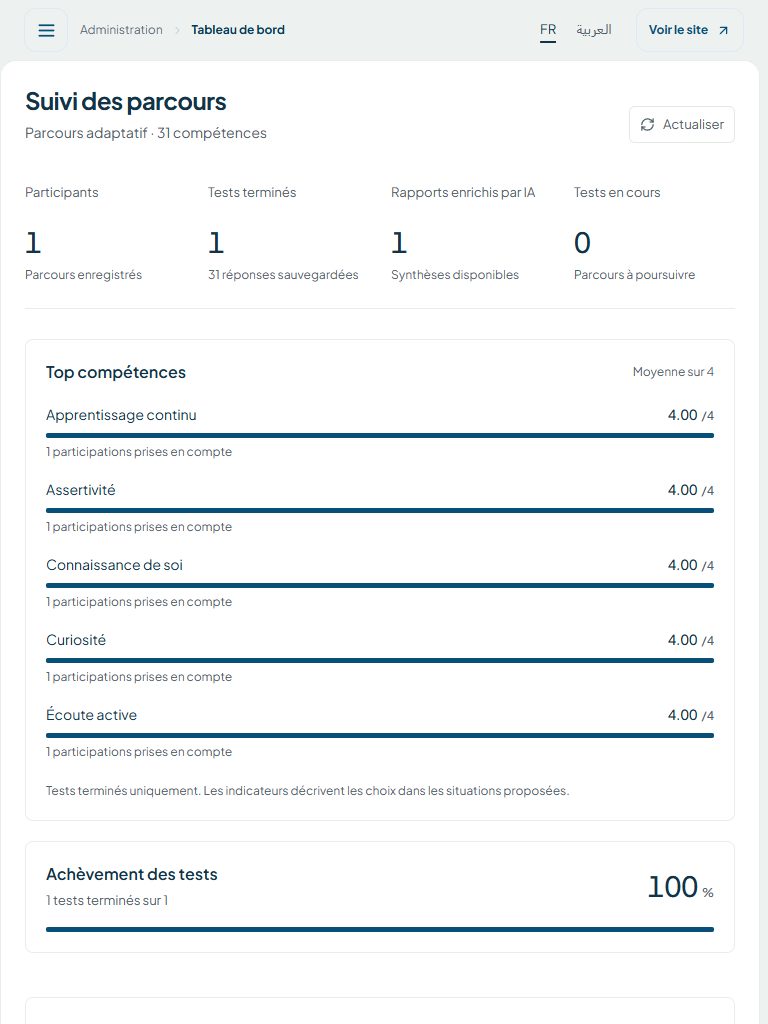 Administration
Tableau de bord
FR
العربية
Voir le site
Suivi des parcours
Parcours adaptatif · 31 compétences
Actualiser
Participants
Tests terminés
Rapports enrichis par IA
Tests en cours
1
1
1
0
Parcours enregistrés
31 réponses sauvegardées
Synthèses disponibles
Parcours à poursuivre
Top compétences
Moyenne sur 4
Apprentissage continu
4.00 /4
1 participations prises en compte
Assertivité
4.00 /4
1 participations prises en compte
Connaissance de soi
4.00 /4
1 participations prises en compte
Curiosité
4.00 /4
1 participations prises en compte
Écoute active
4.00 /4
1 participations prises en compte
Tests terminés uniquement. Les indicateurs décrivent les choix dans les situations proposées.
Achèvement des tests
100 %
1 tests terminés sur 1